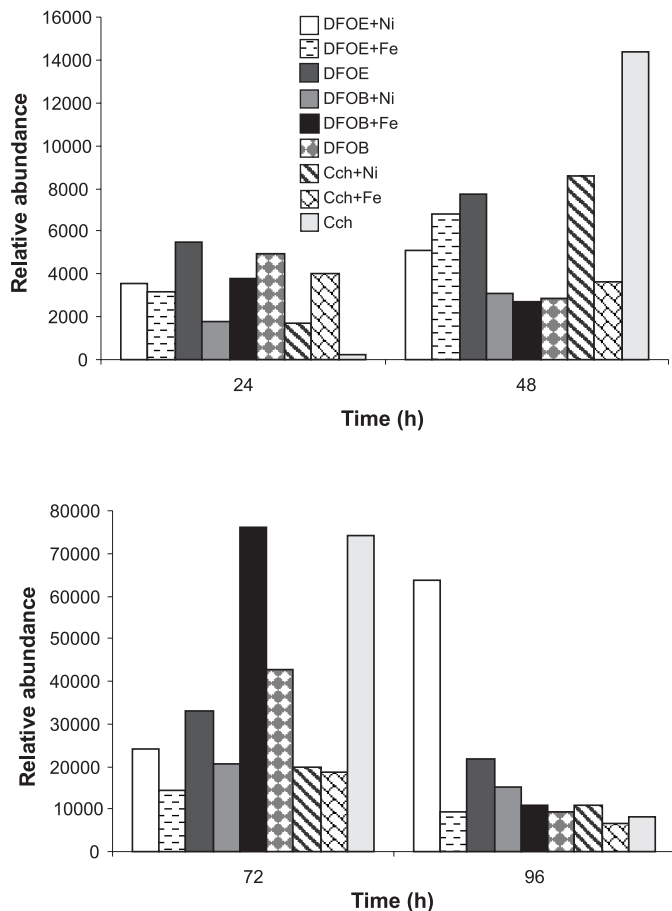 16000
14000
12000
10000
8000
6000
4000
2000
0
Relative abundance
DFOE+Ni
DFOE+Fe
DFOE
DFOB+Ni
DFOB+Fe
DFOB
Cch+Ni
Cch+Fe
Cch
24
48
Time (h)
80000
70000
60000
50000
40000
30000
20000
10000
0
Relative abundance
72
96
Time (h)